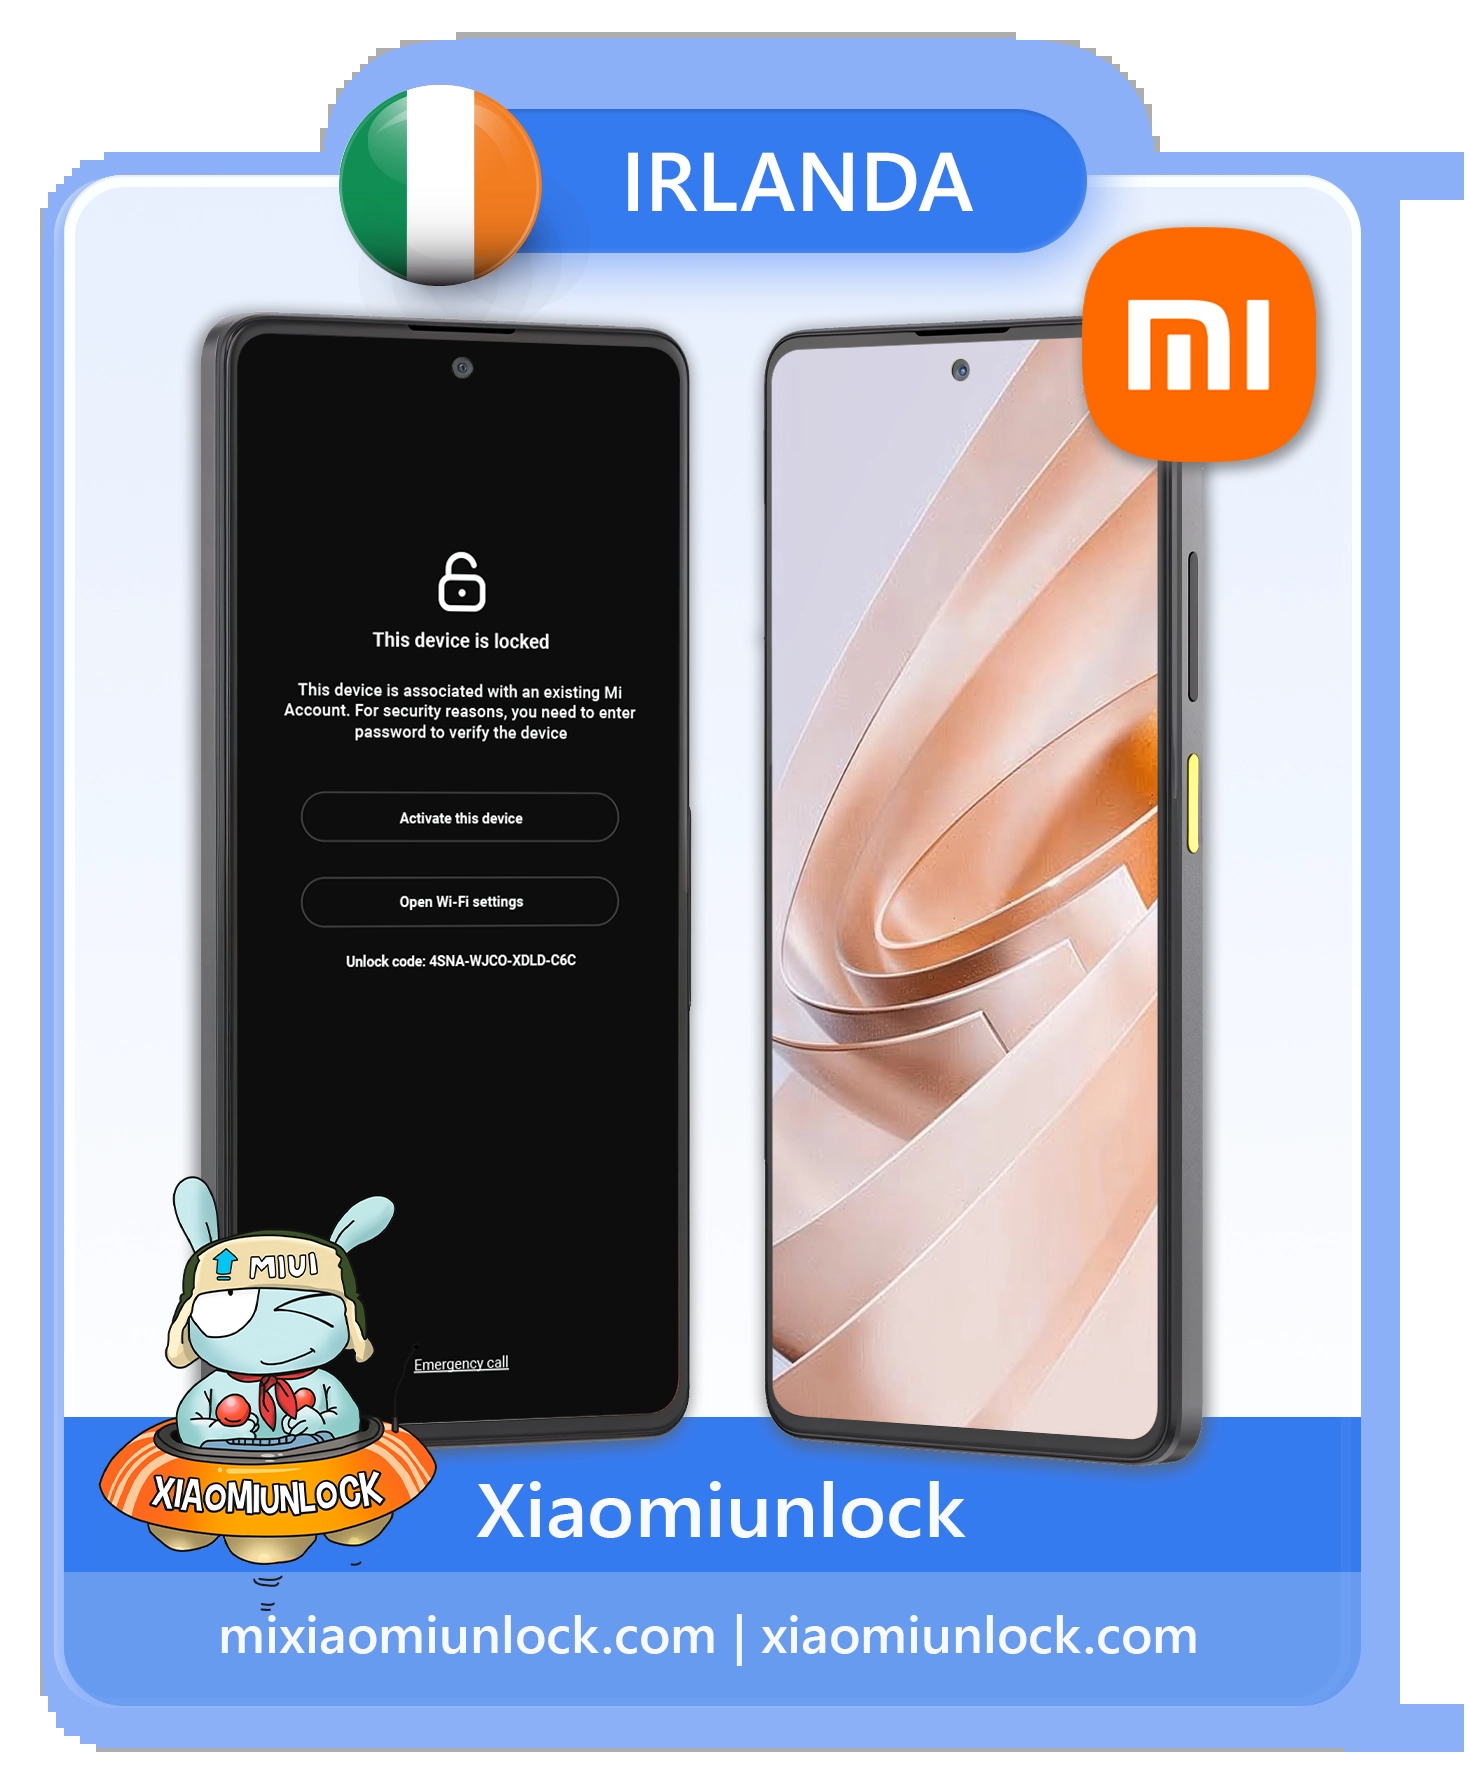 IRLANDA
mi
This device is locked
This device is associated with an existing Mi
Account. For security reasons, you need to enter
password to verify the device
Activate this device
Open Wi-Fi settings
Unlock code: 4SNA-WJCO-XDLD-C6C
Emergency call
MIUI
XIAOMIUNLOCK
Xiaomiunlock
mixiaomiunlock.com | xiaomiunlock.com